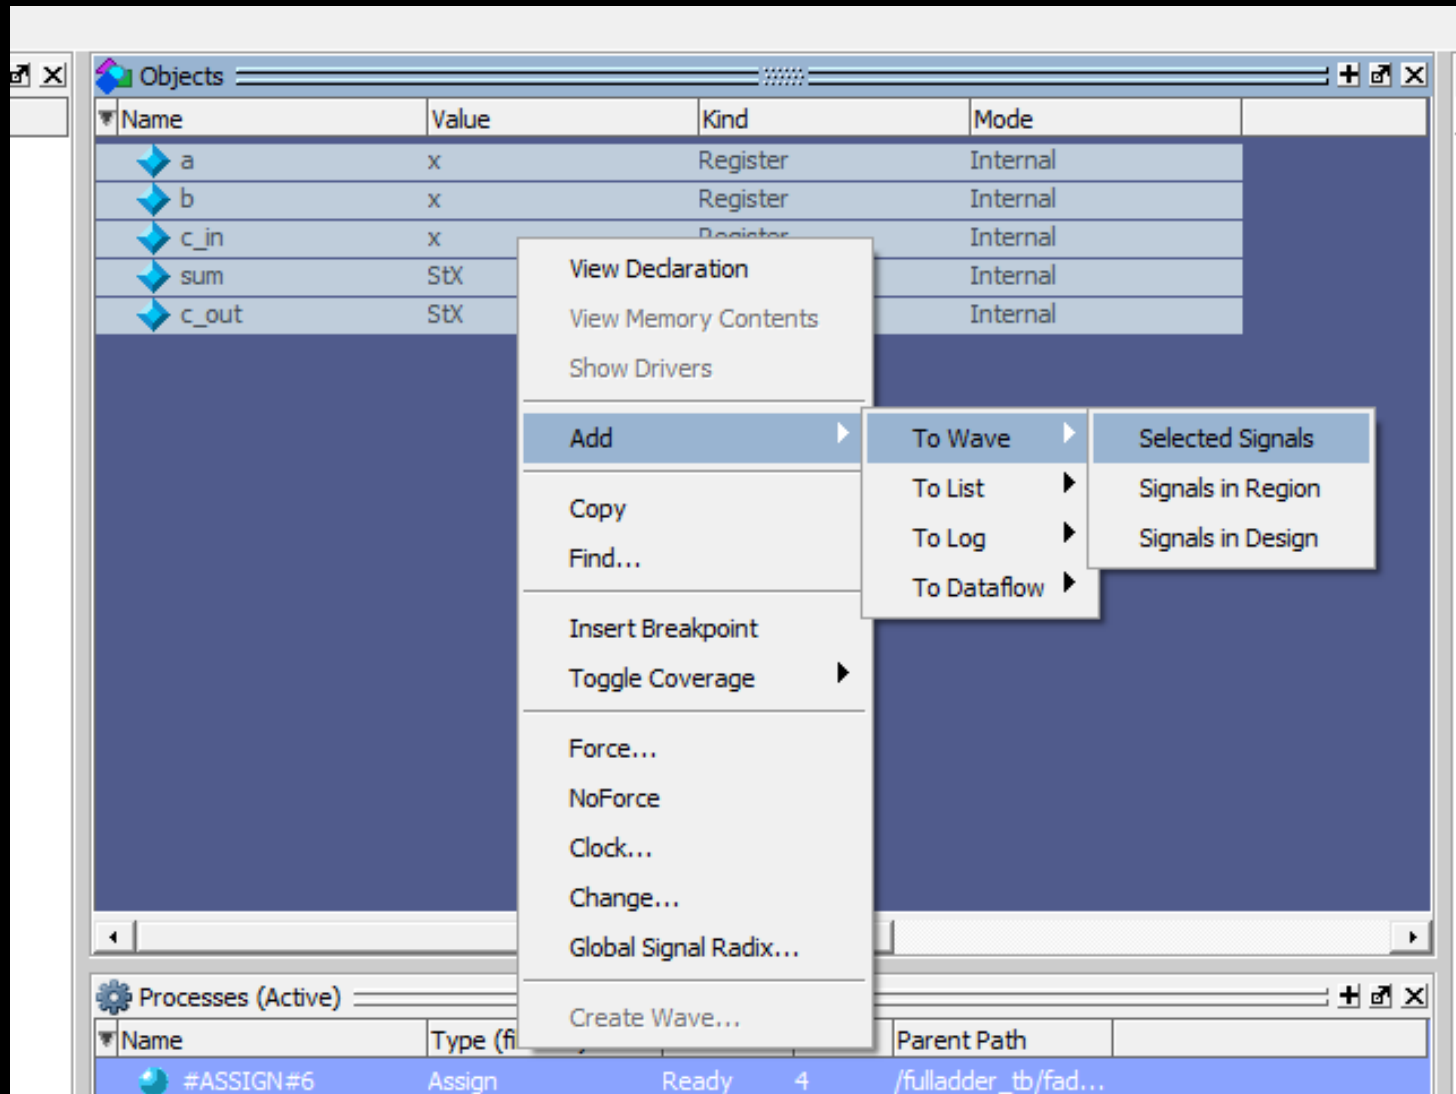 Objects
Name Value Kind Mode
a x Register Internal
b x Register Internal
c_in x Register Internal
sum StX Internal
c_out StX Internal
View Declaration
View Memory Contents
Show Drivers
Add
To Wave
Selected Signals
To List
Signals in Region
To Log
Signals in Design
To Dataflow
Copy
Find...
Insert Breakpoint
Toggle Coverage
Force...
NoForce
Clock...
Change...
Global Signal Radix...
Create Wave...
Processes (Active)
Name Type Parent Path
#ASSIGN#6 Assign Ready 4 /fulladder_tb/fad...